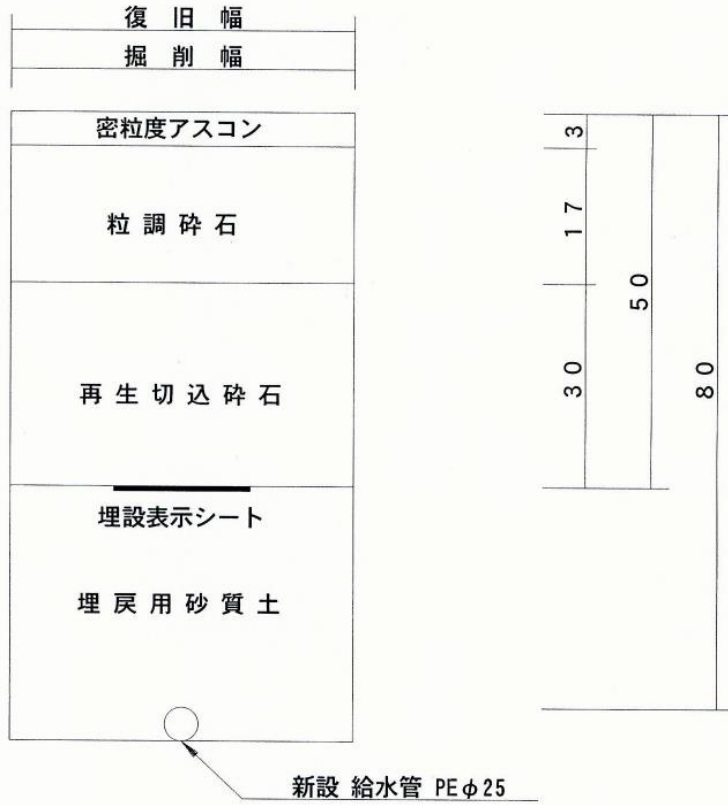 復 旧 幅
掘 削 幅
密粒度アスコン
3
粒 調 砕 石
17
50
再 生 切 込 砕 石
30
80
埋設表示シート
埋 戻 用 砂 質 土
新設 給水管 PEφ25